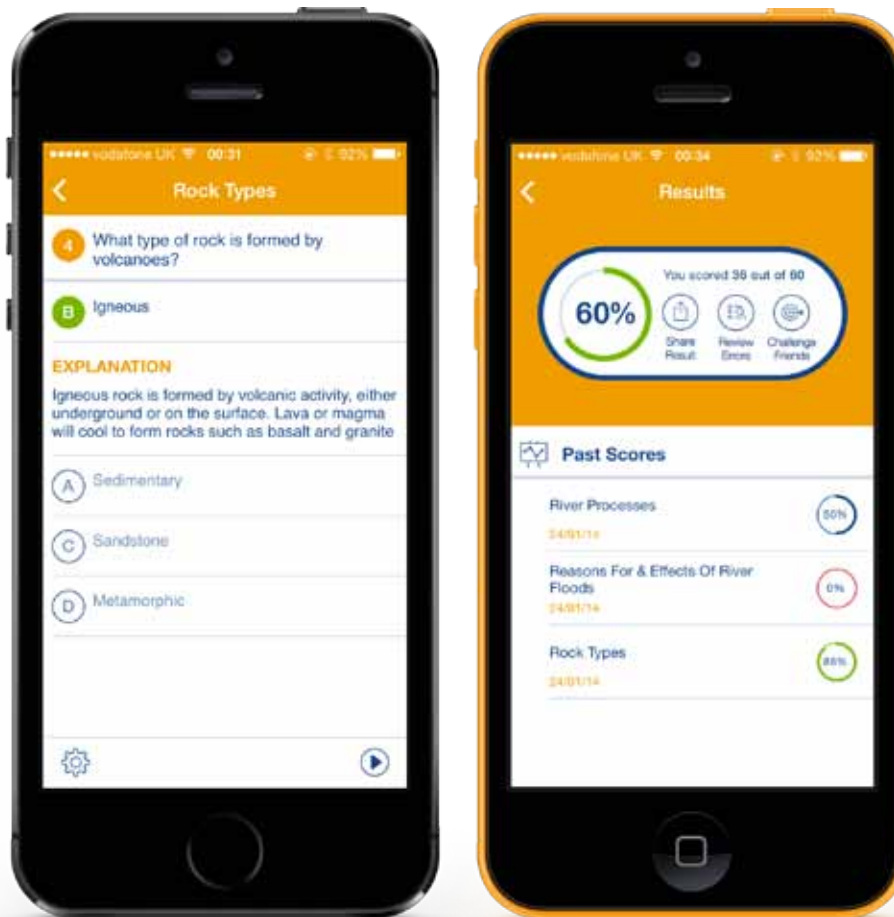 vodafone UK 00:31 92%
Rock Types
4 What type of rock is formed by
volcanoes?
B Igneous
EXPLANATION
Igneous rock is formed by volcanic activity, either
underground or on the surface. Lava or magma
will cool to form rocks such as basalt and granite
A Sedimentary
C Sandstone
D Metamorphic
vodafone UK 00:34 92%
Results
You scored 36 out of 60
60%
Share Review Challenge
Result Errors Friends
Past Scores
River Processes
50%
24/01/14
Reasons For & Effects Of River
Floods
0%
24/01/14
Rock Types
24/01/14